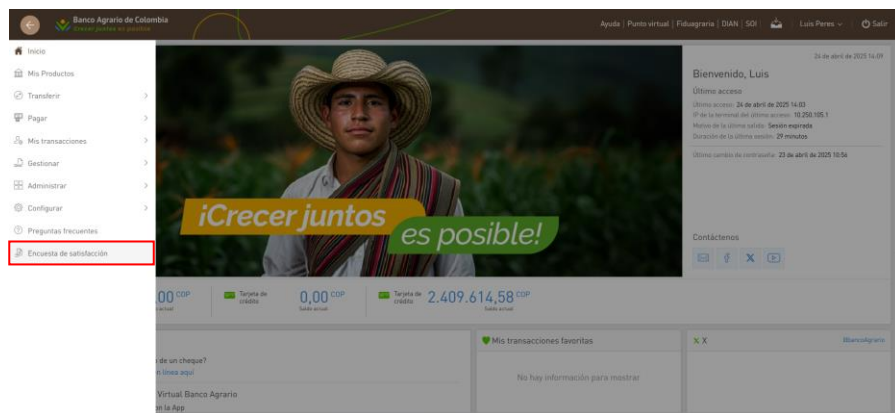 Banco Agrario de Colombia
Crecer juntos es posible
Ayuda | Punto virtual | Fiduagraria | DIAN | SOI
Luis Peres
Salir
Inicio
Mis Productos
Transferir
Pagar
Mis transacciones
Gestionar
Administrar
Configurar
Preguntas frecuentes
Encuesta de satisfacción
¡Crecer juntos
es posible!
24 de abril de 2025 14:09
Bienvenido, Luis
Último acceso
Último acceso: 24 de abril de 2025 14:03
IP de la terminal del último acceso: 10.250.105.1
Motivo de la última salida: Sesión expirada
Duración de la última sesión: 29 minutos
Último cambio de contraseña: 23 de abril de 2025 10:56
Contáctenos
,00 COP
actual
Tarjeta de crédito
0,00 COP
Saldo actual
Tarjeta de crédito
2.409.614,58 COP
Saldo actual
de un cheque?
en línea aquí
Virtual Banco Agrario
en la App
Mis transacciones favoritas
No hay información para mostrar
X X
@BancoAgrario